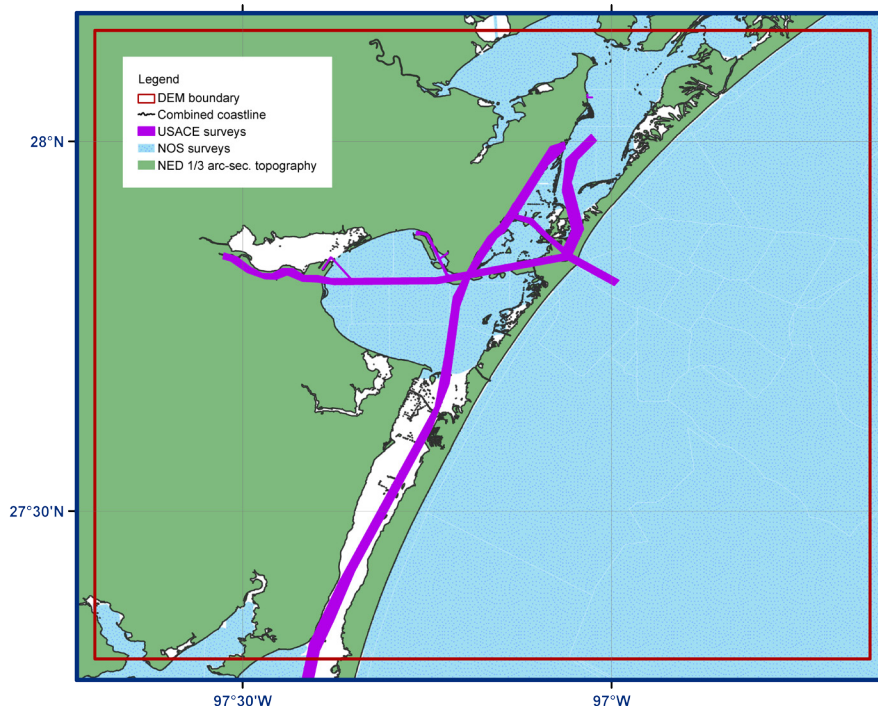 Legend
DEM boundary
Combined coastline
USACE surveys
NOS surveys
NED 1/3 arc-sec. topography
28°N
27°30'N
97°30'W
97°W